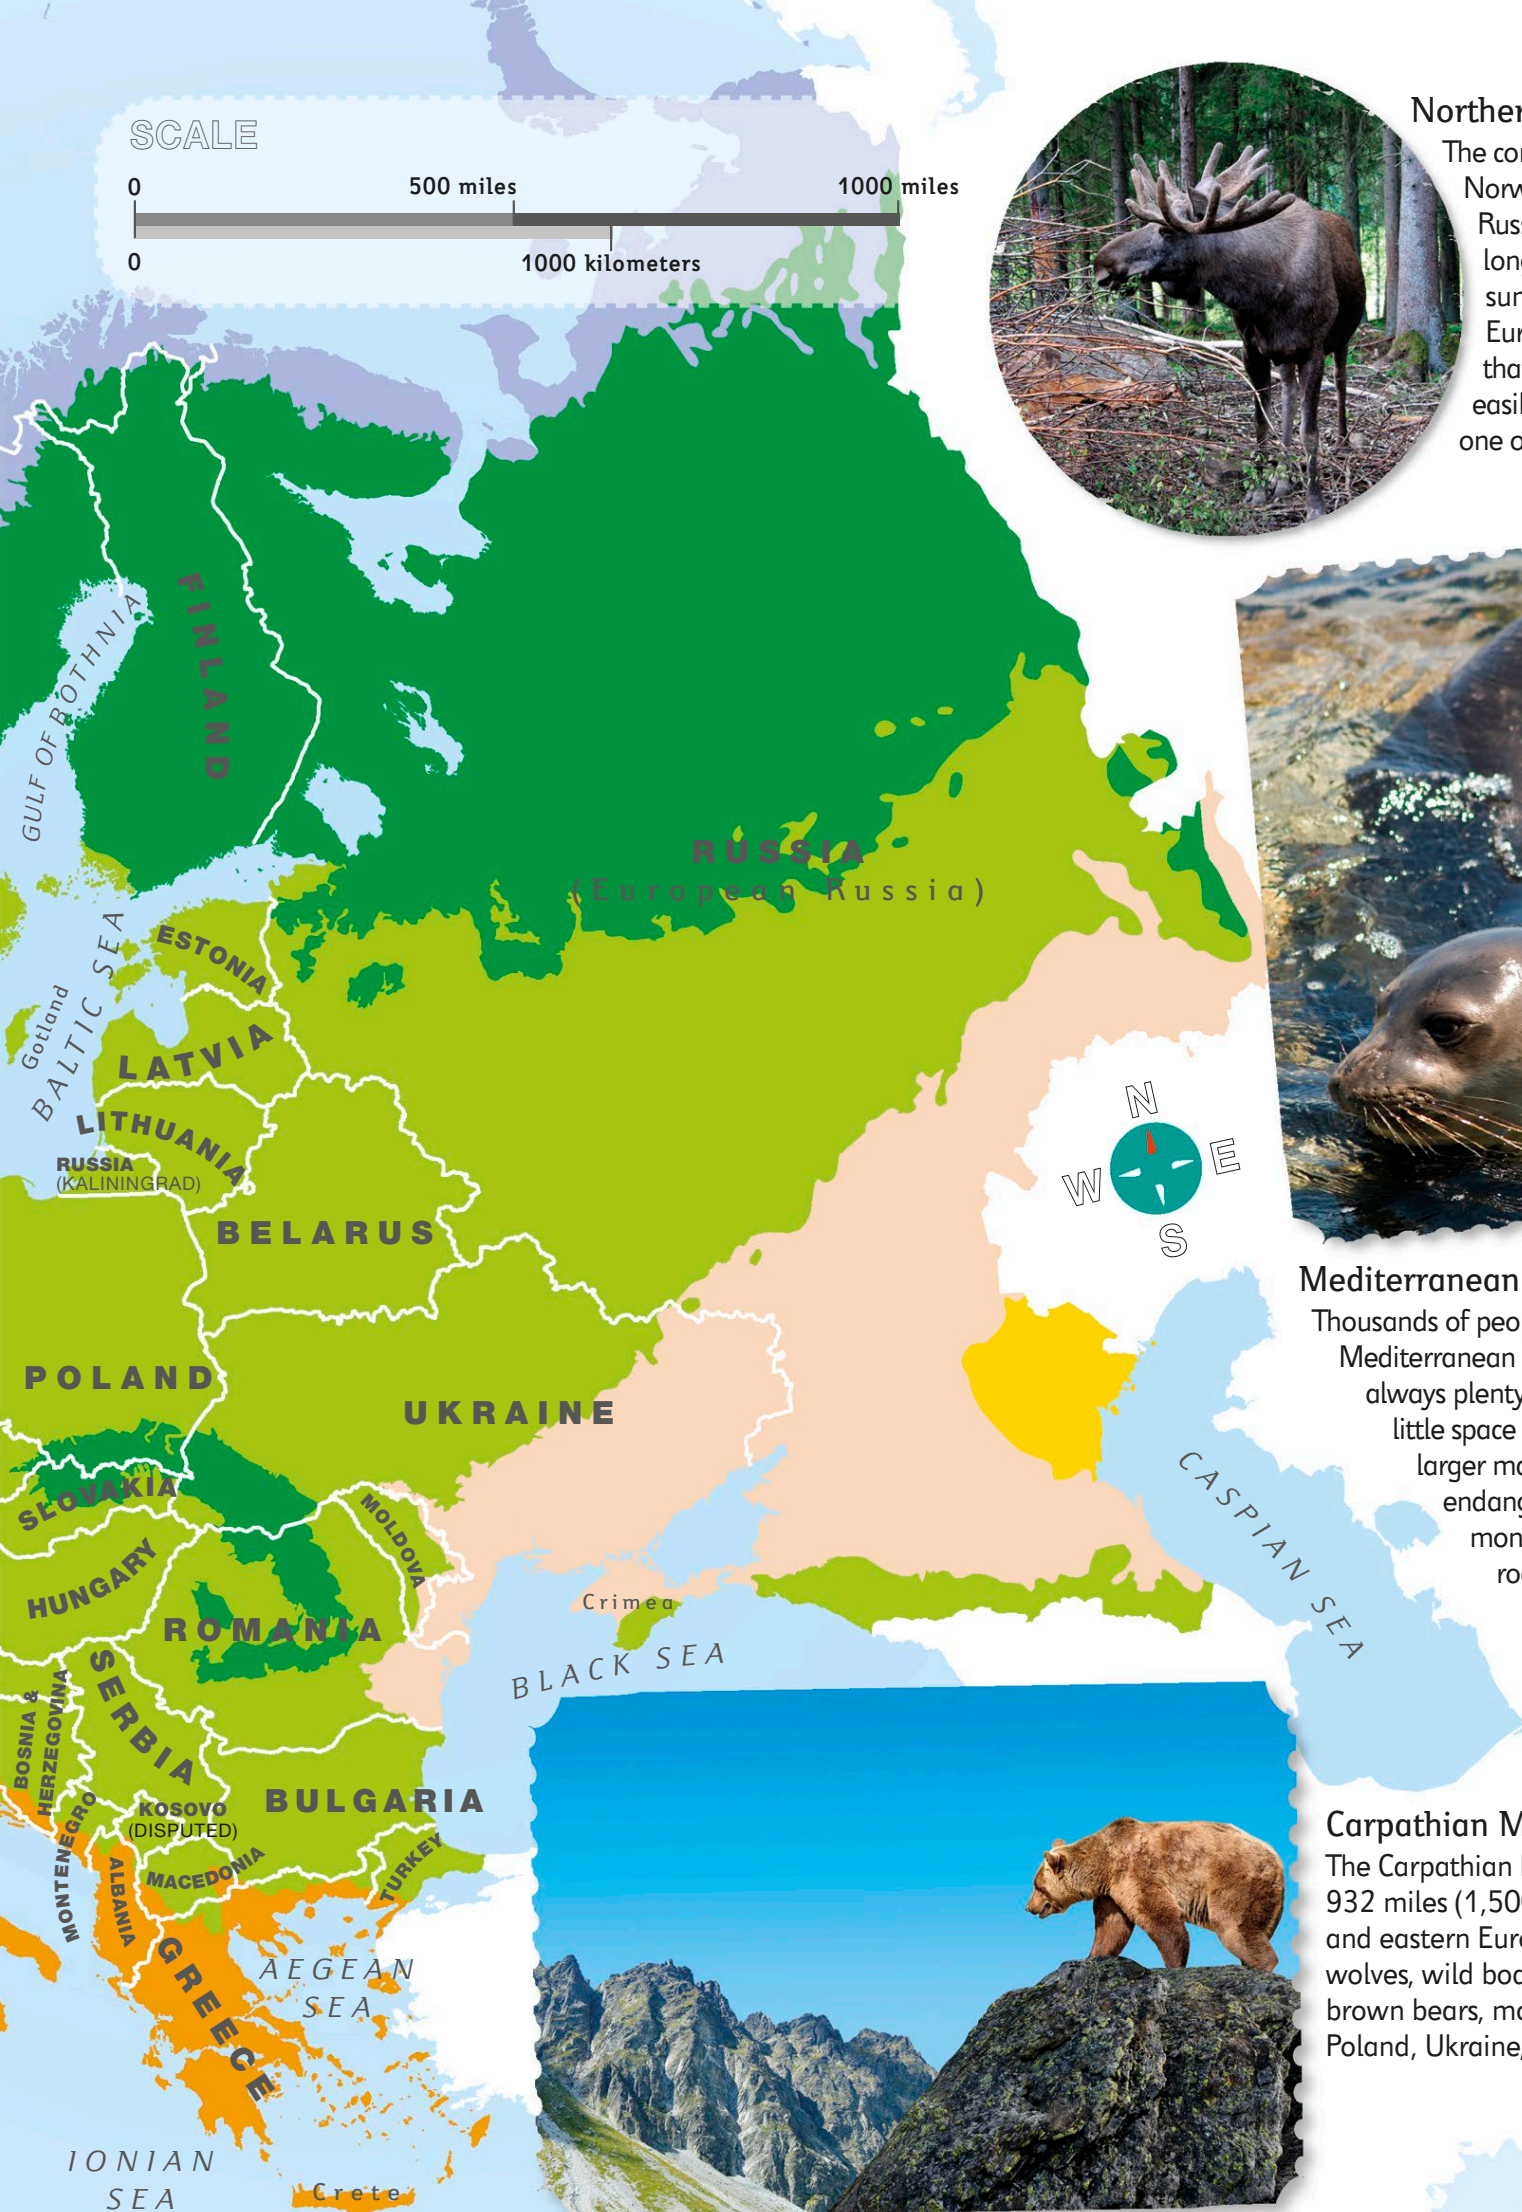 SCALE
0 500 miles 1000 miles
0 1000 kilometers
FINLAND
GULF OF BOTHNIA
RUSSIA
(European Russia)
ESTONIA
BALTIC SEA
Gotland
LATVIA
LITHUANIA
RUSSIA
(KALININGRAD)
BELARUS
POLAND
UKRAINE
SLOVAKIA
MOLDOVA
HUNGARY
ROMANIA
Crimea
BLACK SEA
CASPIAN SEA
SERBIA
BOSNIA &
HERZEGOVINA
BULGARIA
KOSOVO
(DISPUTED)
MONTENEGRO
MACEDONIA
ALBANIA
TURKEY
GREECE
AEGEAN
SEA
IONIAN
SEA
Crete
N
W E
S
Norther
The co
Norw
Russ
lon
sun
Eur
tha
easil
one o
Mediterranean
Thousands of peo
Mediterranean
always plenty
little space
larger ma
endang
mon
ro
Carpathian M
The Carpathian
932 miles (1,50
and eastern Eur
wolves, wild boa
brown bears, mo
Poland, Ukraine,